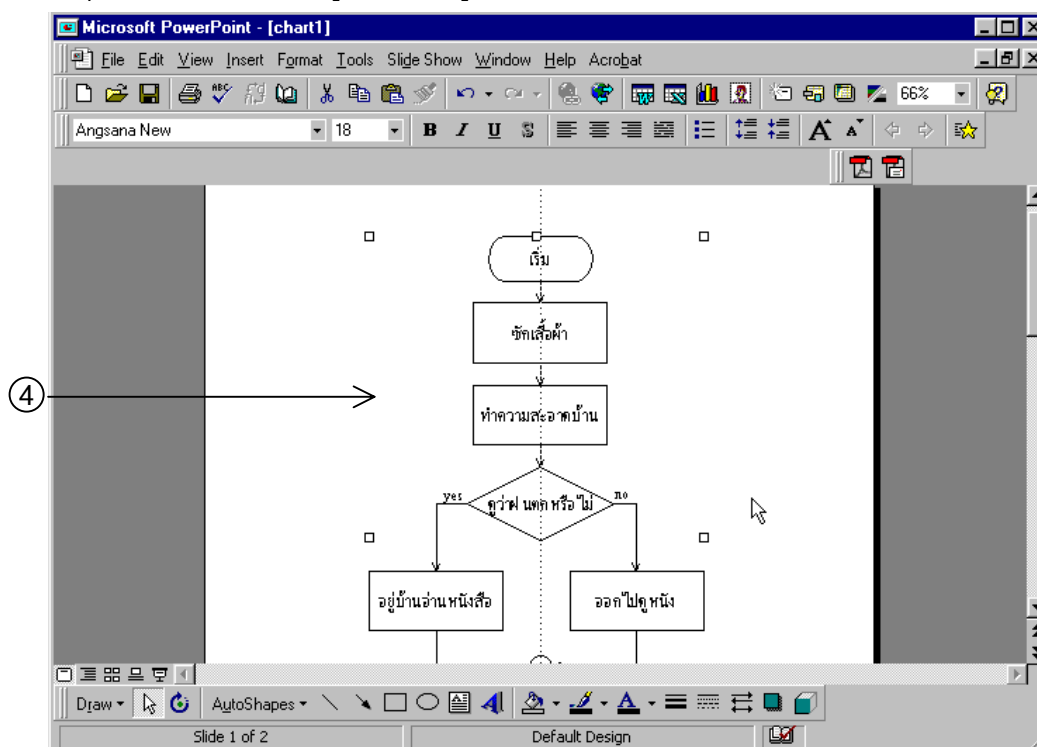 Microsoft PowerPoint - [chart1]
File Edit View Insert Format Tools Slide Show Window Help Acrobat
66%
Angsana New 18 B I U S A A
เริ่ม
ซักเสื้อผ้า
④
ทำความสะอาดบ้าน
yes ดูว่าฝนตกหรือไม่ no
อยู่บ้านอ่านหนังสือ ออกไปดูหนัง
Draw AutoShapes
Slide 1 of 2 Default Design